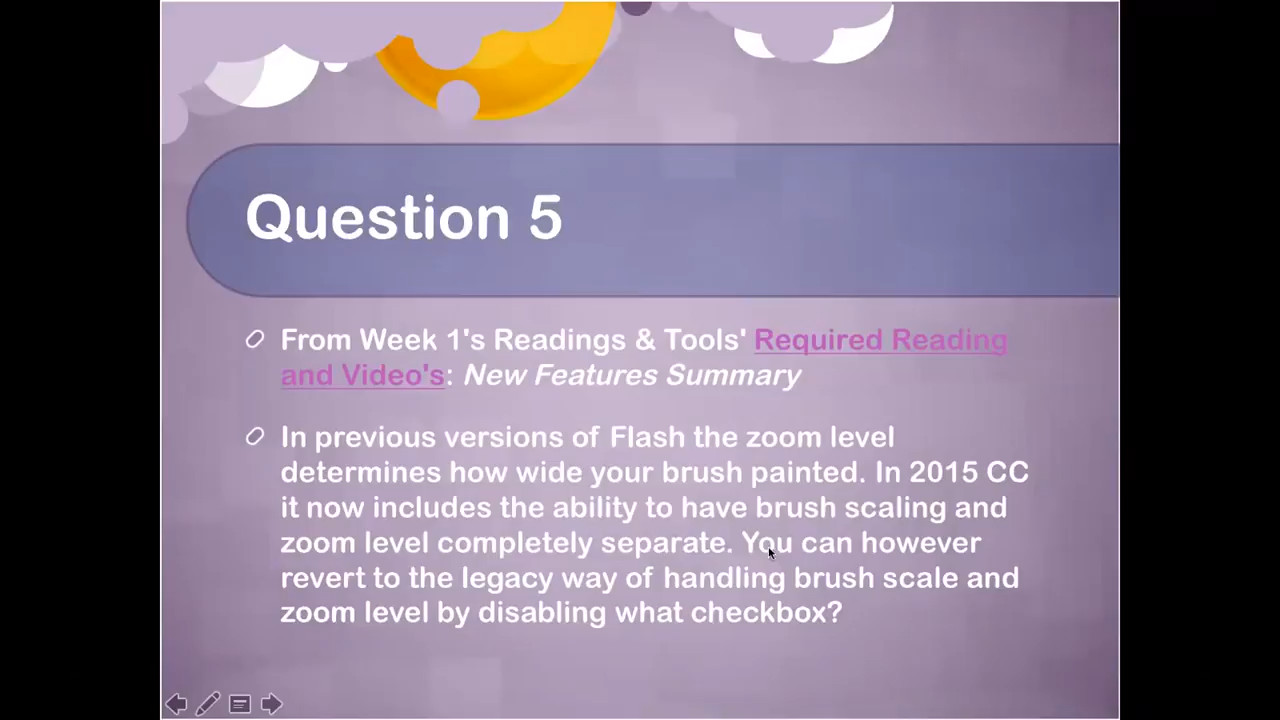 Question 5
From Week 1's Readings & Tools' Required Reading
and Video's: New Features Summary
In previous versions of Flash the zoom level
determines how wide your brush painted. In 2015 CC
it now includes the ability to have brush scaling and
zoom level completely separate. You can however
revert to the legacy way of handling brush scale and
zoom level by disabling what checkbox?